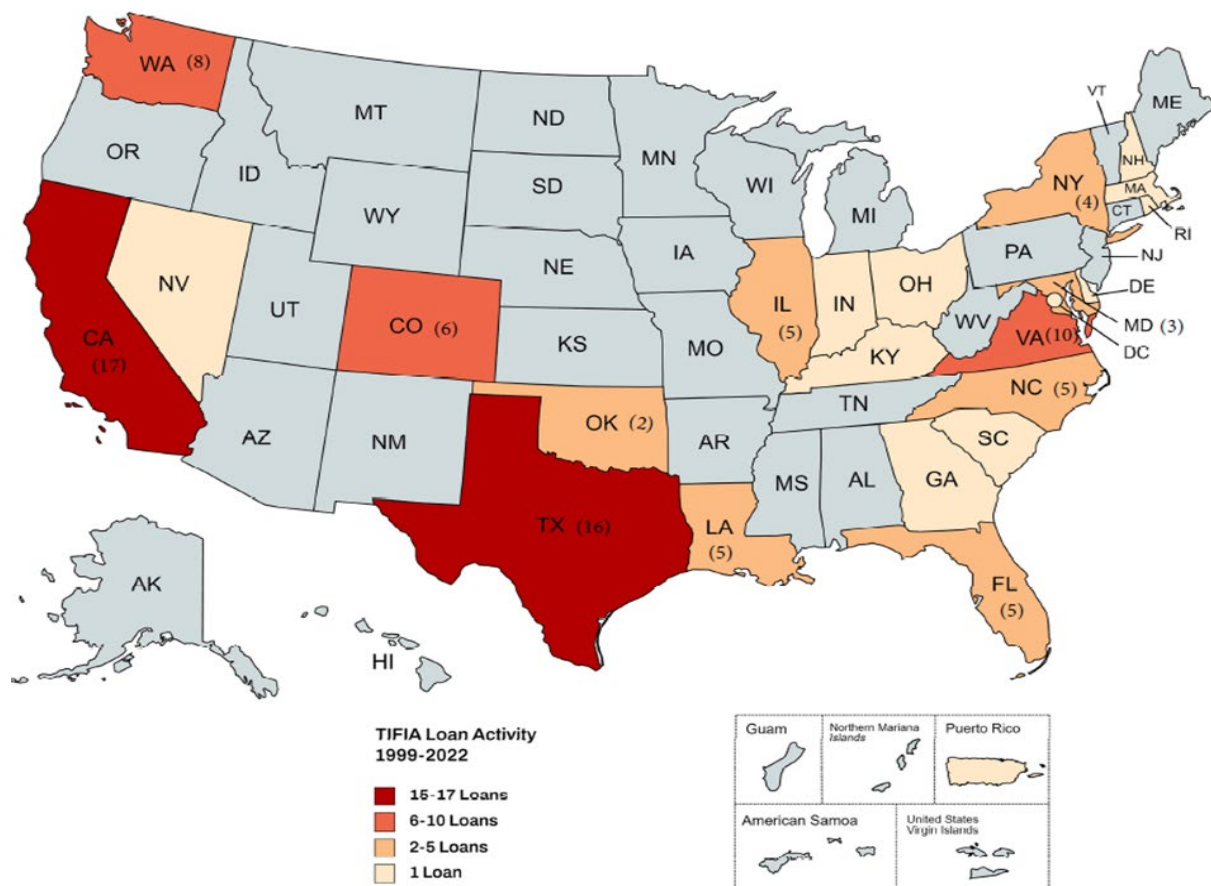 WA (8)
MT
ND
MN
VT
ME
OR
ID
SD
WI
NH
NY
(4)
MA
WY
MI
CT
RI
IA
PA
NJ
NE
NV
OH
IL
(5)
IN
DE
UT
CO (6)
WV
MD (3)
CA
(17)
KS
MO
VA (10)
KY
DC
NC (5)
TN
OK (2)
AZ
NM
AR
SC
MS
AL
GA
TX (16)
LA
(5)
FL
(5)
AK
HI
TIFIA Loan Activity
1999-2022
15-17 Loans
6-10 Loans
2-5 Loans
1 Loan
Guam
Northern Mariana
Islands
Puerto Rico
American Samoa
United States
Virgin Islands